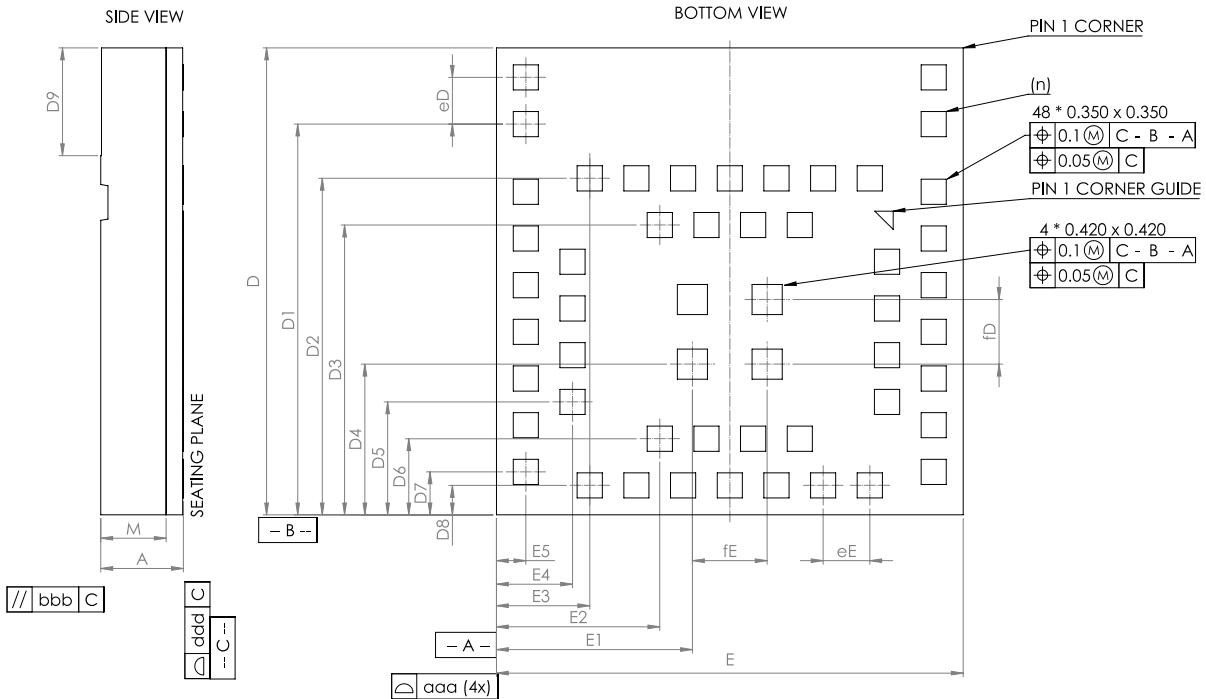 SIDE VIEW
BOTTOM VIEW
PIN 1 CORNER
(n)
48 * 0.350 x 0.350
⌖ 0.1 Ⓜ C - B - A
⌖ 0.05 Ⓜ C
PIN 1 CORNER GUIDE
4 * 0.420 x 0.420
⌖ 0.1 Ⓜ C - B - A
⌖ 0.05 Ⓜ C
D9
SEATING PLANE
M
A
// bbb C
⌓ ddd C
-- C --
D
D1
D2
D3
D4
D5
D6
D7
D8
eD
fD
– B --
E5
fE
eE
E4
E3
E2
– A –
E1
E
⌓ aaa (4x)